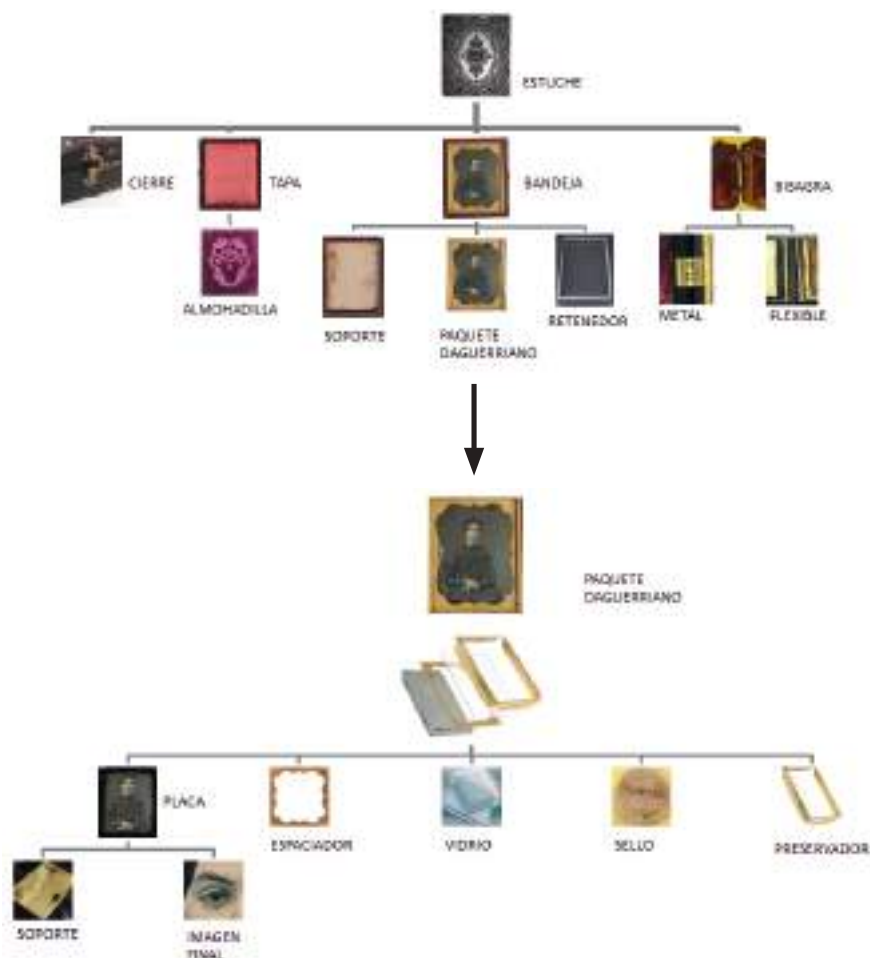 ESTUCHE
CIERRE
TAPA
BANDEJA
BISAGRA
ALMOHADILLA
SOPORTE
PAQUETE
DAGUERRIANO
RETENEDOR
METAL
FLEXIBLE
PAQUETE
DAGUERRIANO
PLACA
ESPACIADOR
VIDRIO
SELLO
PRESERVADOR
SOPORTE
IMAGEN
FINAL